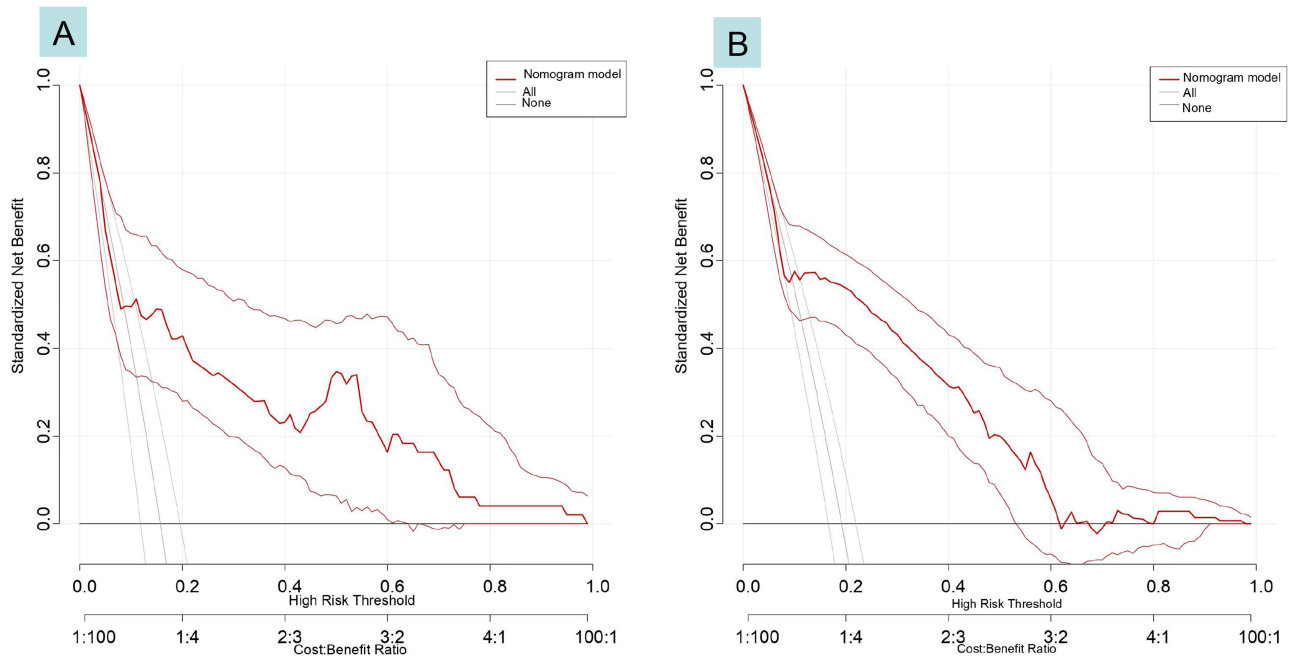 A
Nomogram model
All
None
Standardized Net Benefit
1.0
0.8
0.6
0.4
0.2
0.0
0.0 0.2 0.4 0.6 0.8 1.0
High Risk Threshold
1:100 1:4 2:3 3:2 4:1 100:1
Cost:Benefit Ratio
B
Nomogram model
All
None
Standardized Net Benefit
1.0
0.8
0.6
0.4
0.2
0.0
0.0 0.2 0.4 0.6 0.8 1.0
High Risk Threshold
1:100 1:4 2:3 3:2 4:1 100:1
Cost:Benefit Ratio